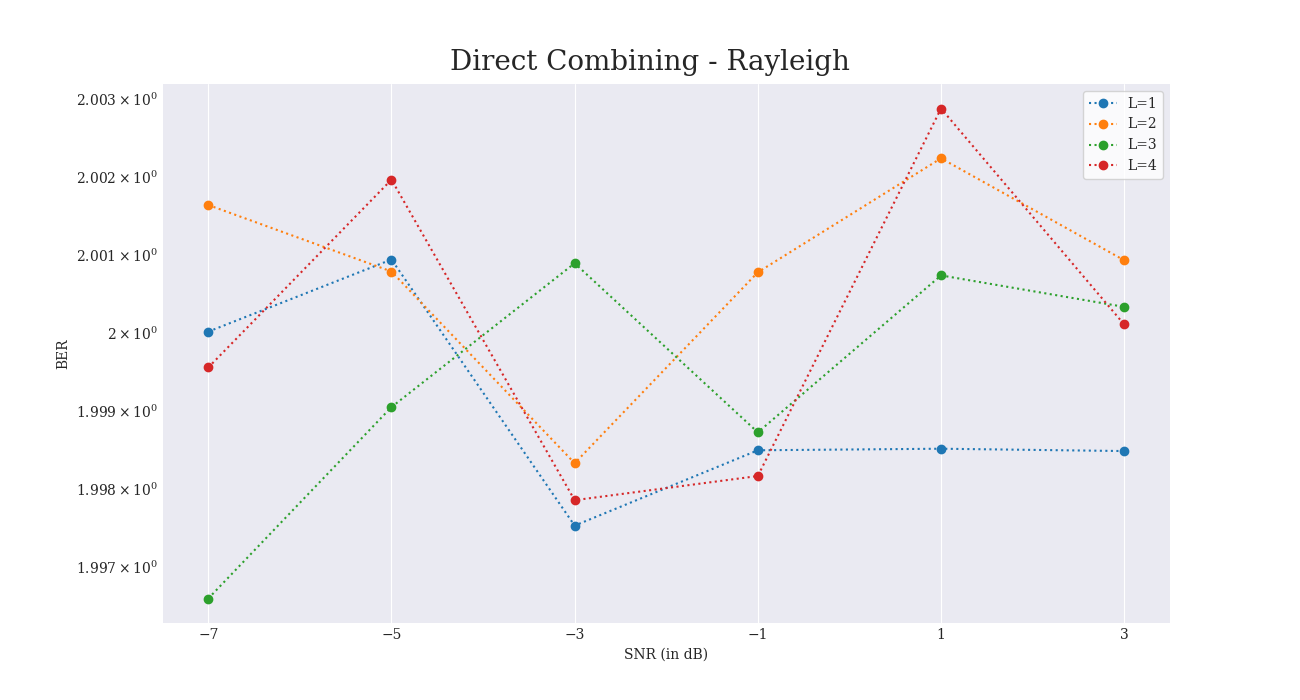 Direct Combining - Rayleigh
2.003 × 10⁰
2.002 × 10⁰
2.001 × 10⁰
2 × 10⁰
1.999 × 10⁰
1.998 × 10⁰
1.997 × 10⁰
BER
L=1
L=2
L=3
L=4
−7 −5 −3 −1 1 3
SNR (in dB)